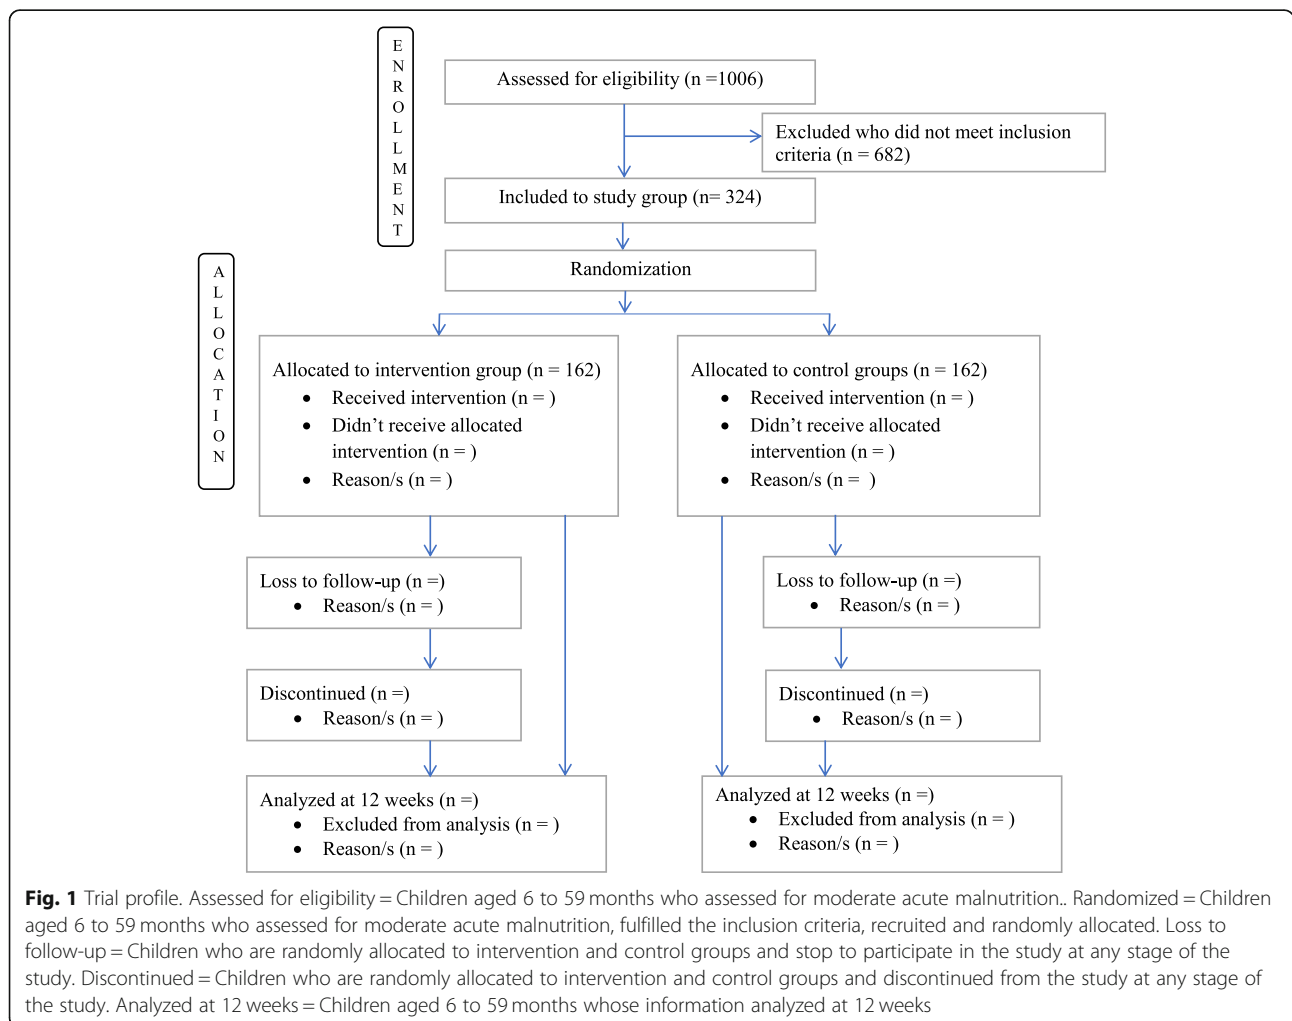 ENROLLMENT
Assessed for eligibility (n =1006)
Excluded who did not meet inclusion
criteria (n = 682)
Included to study group (n= 324)
Randomization
ALLOCATION
Allocated to intervention group (n = 162)
• Received intervention (n = )
• Didn’t receive allocated
intervention (n = )
• Reason/s (n = )
Allocated to control groups (n = 162)
• Received intervention (n = )
• Didn’t receive allocated
intervention (n = )
• Reason/s (n = )
Loss to follow-up (n =)
• Reason/s (n = )
Loss to follow-up (n =)
• Reason/s (n = )
Discontinued (n =)
• Reason/s (n = )
Discontinued (n =)
• Reason/s (n = )
Analyzed at 12 weeks (n =)
• Excluded from analysis (n = )
• Reason/s (n = )
Analyzed at 12 weeks (n =)
• Excluded from analysis (n = )
• Reason/s (n = )
Fig. 1 Trial profile. Assessed for eligibility = Children aged 6 to 59 months who assessed for moderate acute malnutrition.. Randomized = Children
aged 6 to 59 months who assessed for moderate acute malnutrition, fulfilled the inclusion criteria, recruited and randomly allocated. Loss to
follow-up = Children who are randomly allocated to intervention and control groups and stop to participate in the study at any stage of the
study. Discontinued = Children who are randomly allocated to intervention and control groups and discontinued from the study at any stage of
the study. Analyzed at 12 weeks = Children aged 6 to 59 months whose information analyzed at 12 weeks